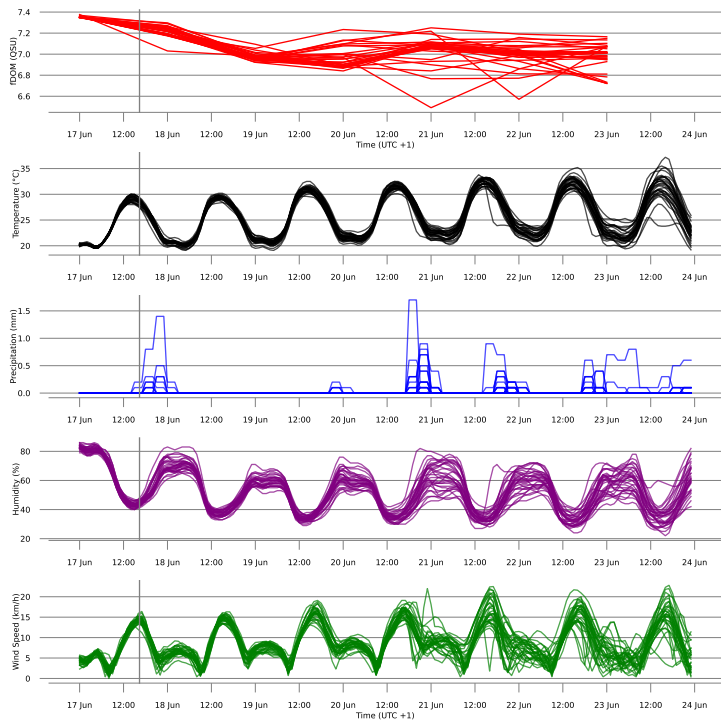 fDOM (QSU)
7.4
7.2
7.0
6.8
6.6
17 Jun 12:00 18 Jun 12:00 19 Jun 12:00 20 Jun 12:00 21 Jun 12:00 22 Jun 12:00 23 Jun 12:00 24 Jun
Time (UTC +1)
Temperature (°C)
35
30
25
20
17 Jun 12:00 18 Jun 12:00 19 Jun 12:00 20 Jun 12:00 21 Jun 12:00 22 Jun 12:00 23 Jun 12:00 24 Jun
Precipitation (mm)
1.5
1.0
0.5
0.0
17 Jun 12:00 18 Jun 12:00 19 Jun 12:00 20 Jun 12:00 21 Jun 12:00 22 Jun 12:00 23 Jun 12:00 24 Jun
Humidity (%)
80
60
40
20
17 Jun 12:00 18 Jun 12:00 19 Jun 12:00 20 Jun 12:00 21 Jun 12:00 22 Jun 12:00 23 Jun 12:00 24 Jun
Wind Speed (km/h)
20
15
10
5
0
17 Jun 12:00 18 Jun 12:00 19 Jun 12:00 20 Jun 12:00 21 Jun 12:00 22 Jun 12:00 23 Jun 12:00 24 Jun
Time (UTC +1)